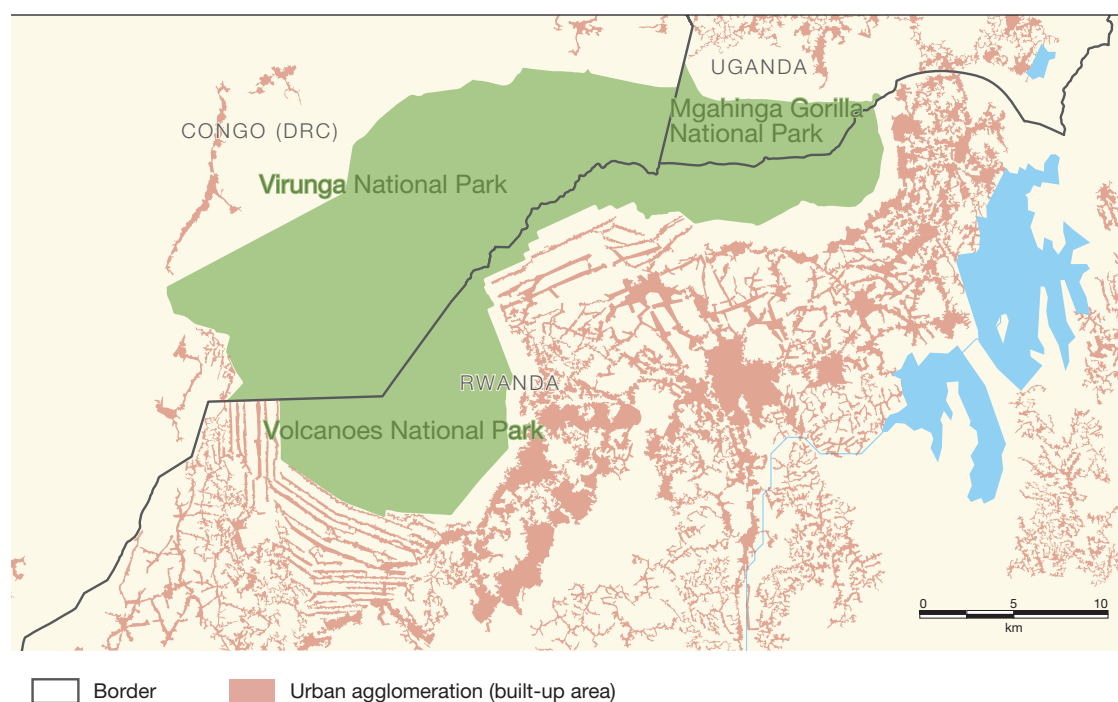 UGANDA
Mgahinga Gorilla
National Park
CONGO (DRC)
Virunga National Park
RWANDA
Volcanoes National Park
0 5 10
km
Border
Urban agglomeration (built-up area)